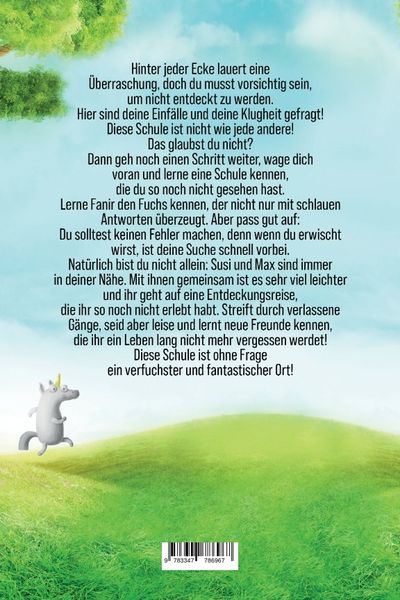 Hinter jeder Ecke lauert eine
Überraschung, doch du musst vorsichtig sein,
um nicht entdeckt zu werden.
Hier sind deine Einfälle und deine Klugheit gefragt!
Diese Schule ist nicht wie jede andere!
Das glaubst du nicht?
Dann geh noch einen Schritt weiter, wage dich
voran und lerne eine Schule kennen,
die du so noch nicht gesehen hast.
Lerne Fanir den Fuchs kennen, der nicht nur mit schlauen
Antworten überzeugt. Aber pass gut auf:
Du solltest keinen Fehler machen, denn wenn du erwischt
wirst, ist deine Suche schnell vorbei.
Natürlich bist du nicht allein: Susi und Max sind immer
in deiner Nähe. Mit ihnen gemeinsam ist es sehr viel leichter
und ihr geht auf eine Entdeckungsreise,
die ihr so noch nicht erlebt habt. Streift durch verlassene
Gänge, seid aber leise und lernt neue Freunde kennen,
die ihr ein Leben lang nicht mehr vergessen werdet!
Diese Schule ist ohne Frage
ein verfuchster und fantastischer Ort!
9 783347 786967